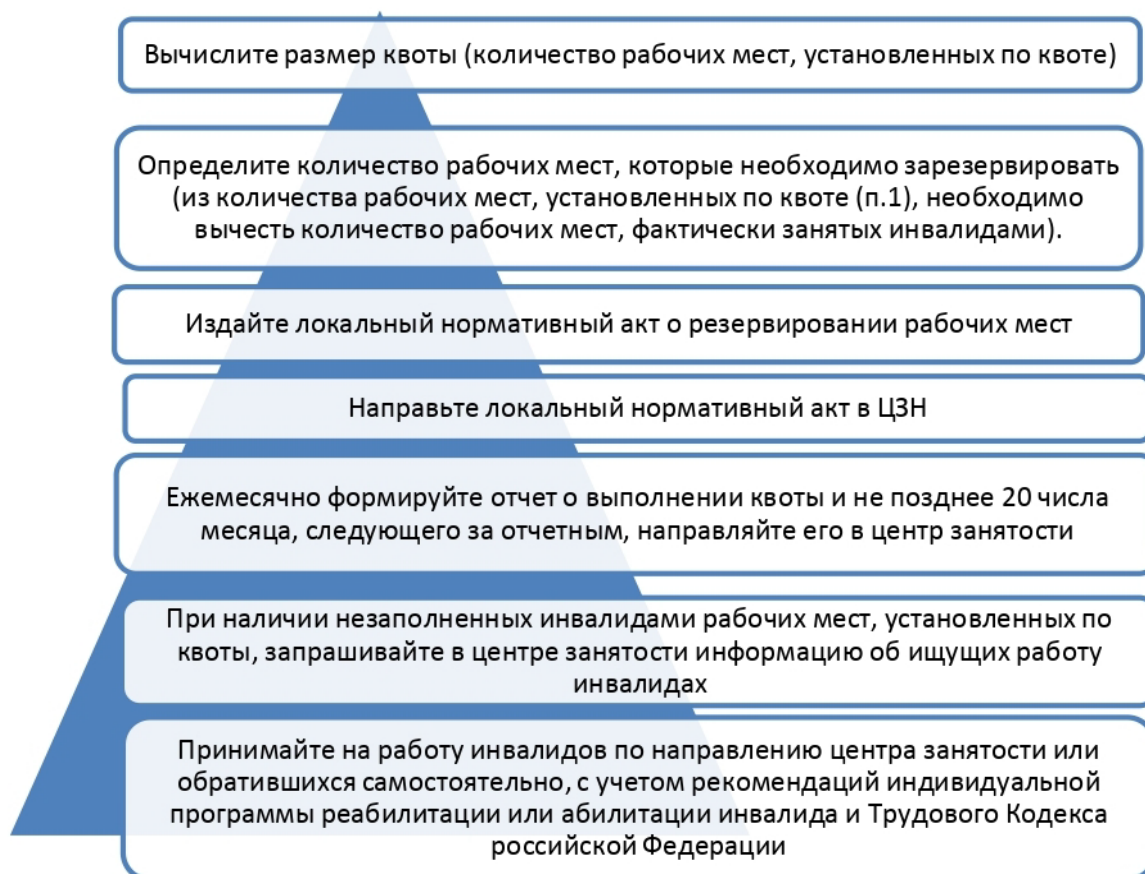 Вычислите размер квоты (количество рабочих мест, установленных по квоте)
Определите количество рабочих мест, которые необходимо зарезервировать
(из количества рабочих мест, установленных по квоте (п.1), необходимо
вычесть количество рабочих мест, фактически занятых инвалидами).
Издайте локальный нормативный акт о резервировании рабочих мест
Направьте локальный нормативный акт в ЦЗН
Ежемесячно формируйте отчет о выполнении квоты и не позднее 20 числа
месяца, следующего за отчетным, направляйте его в центр занятости
При наличии незаполненных инвалидами рабочих мест, установленных по
квоты, запрашивайте в центре занятости информацию об ищущих работу
инвалидах
Принимайте на работу инвалидов по направлению центра занятости или
обратившихся самостоятельно, с учетом рекомендаций индивидуальной
программы реабилитации или абилитации инвалида и Трудового Кодекса
российской Федерации